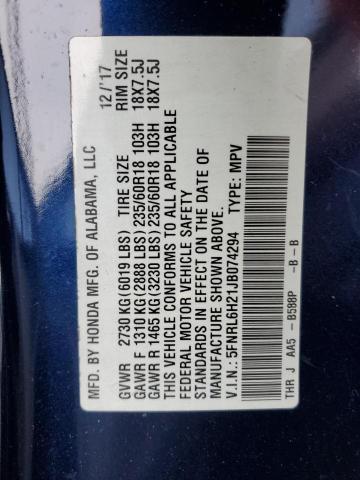 MFD. BY HONDA MFG. OF ALABAMA, LLC 12/'17
GVWR 2730 KG(6019 LBS) TIRE SIZE RIM SIZE
GAWR F 1310 KG(2888 LBS) 235/60R18 103H 18X7.5J
GAWR R 1465 KG(3230 LBS) 235/60R18 103H 18X7.5J
THIS VEHICLE CONFORMS TO ALL APPLICABLE
FEDERAL MOTOR VEHICLE SAFETY
STANDARDS IN EFFECT ON THE DATE OF
MANUFACTURE SHOWN ABOVE.
V.I.N.: 5FNRL6H21JB074294 TYPE: MPV
THR J AA5 - B588P - B - B